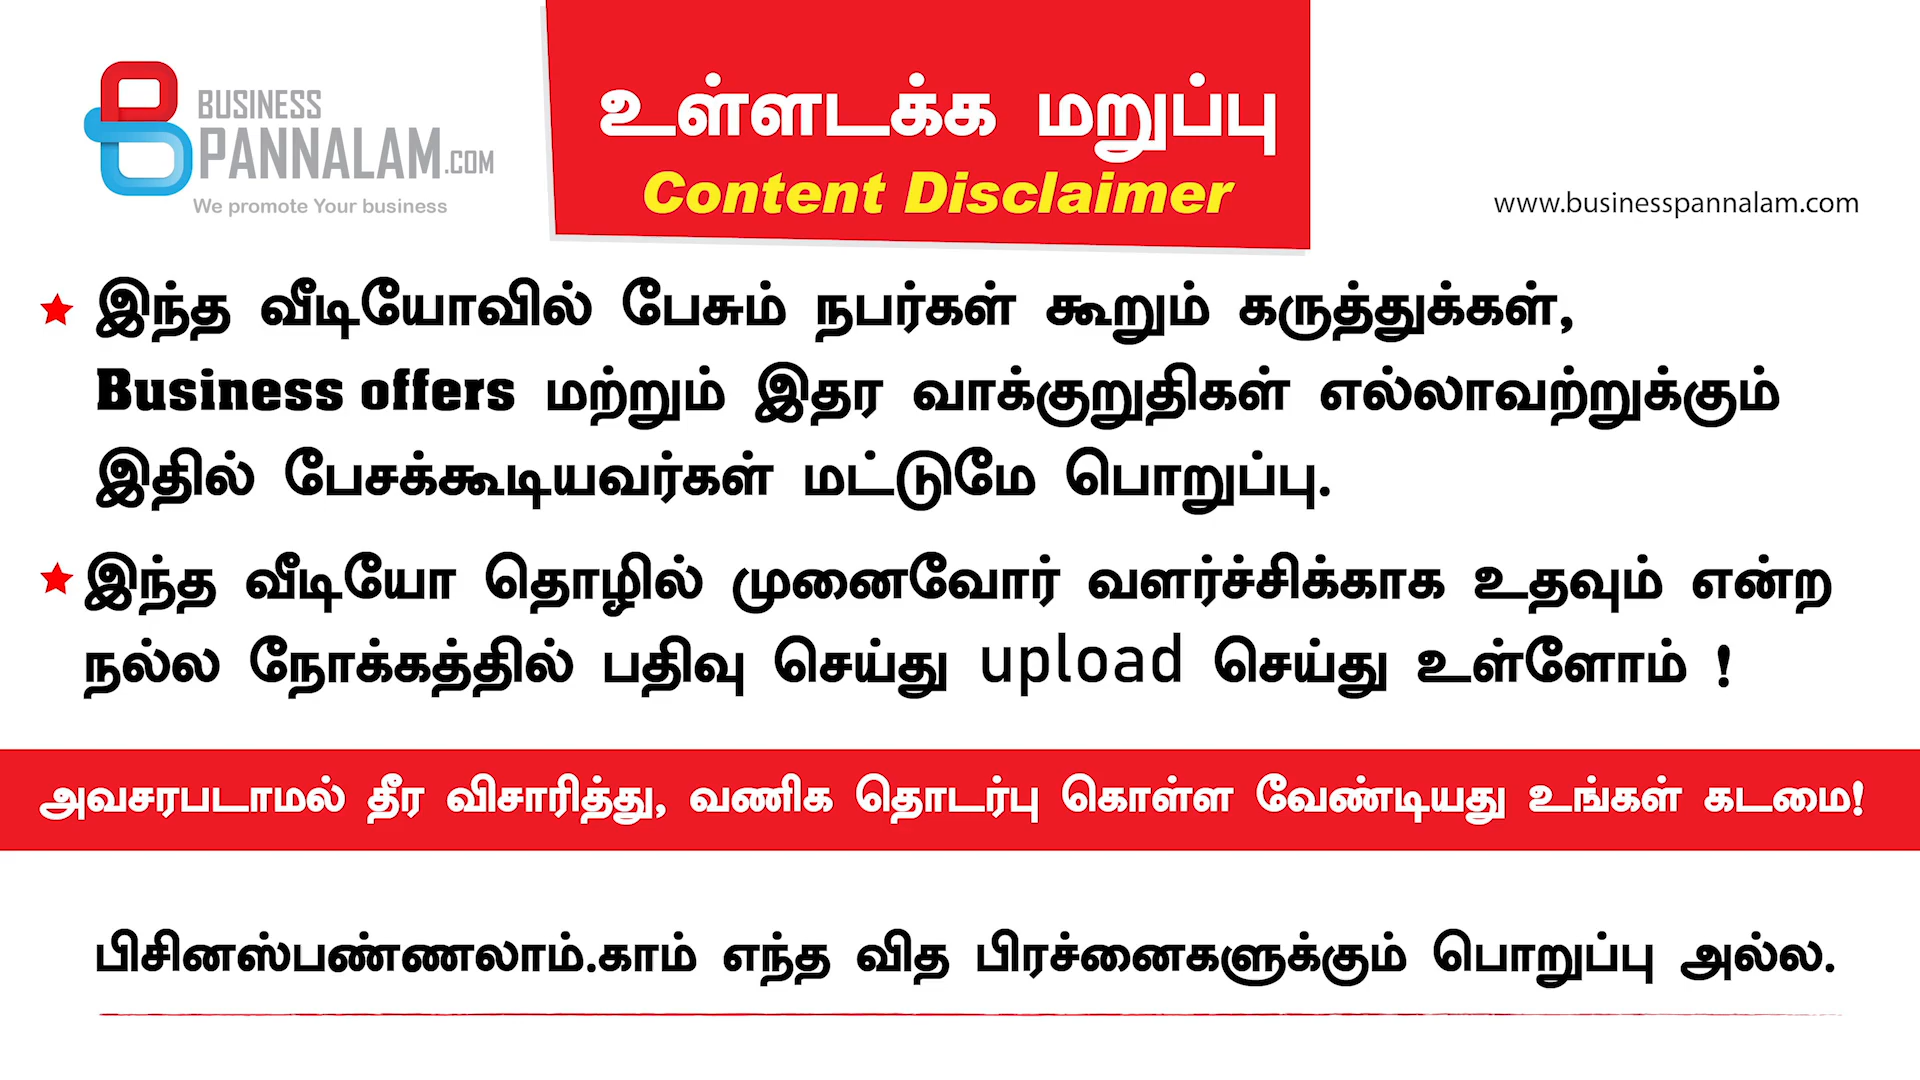 BUSINESS
PANNALAM.COM
We promote Your business
உள்ளடக்க மறுப்பு
Content Disclaimer
www.businesspannalam.com
இந்த வீடியோவில் பேசும் நபர்கள் கூறும் கருத்துக்கள்,
Business offers மற்றும் இதர வாக்குறுதிகள் எல்லாவற்றுக்கும்
இதில் பேசக்கூடியவர்கள் மட்டுமே பொறுப்பு.
இந்த வீடியோ தொழில் முனைவோர் வளர்ச்சிக்காக உதவும் என்ற
நல்ல நோக்கத்தில் பதிவு செய்து upload செய்து உள்ளோம் !
அவசரபடாமல் தீர விசாரித்து, வணிக தொடர்பு கொள்ள வேண்டியது உங்கள் கடமை!
பிசினஸ்பண்ணலாம்.காம் எந்த வித பிரச்னைகளுக்கும் பொறுப்பு அல்ல.